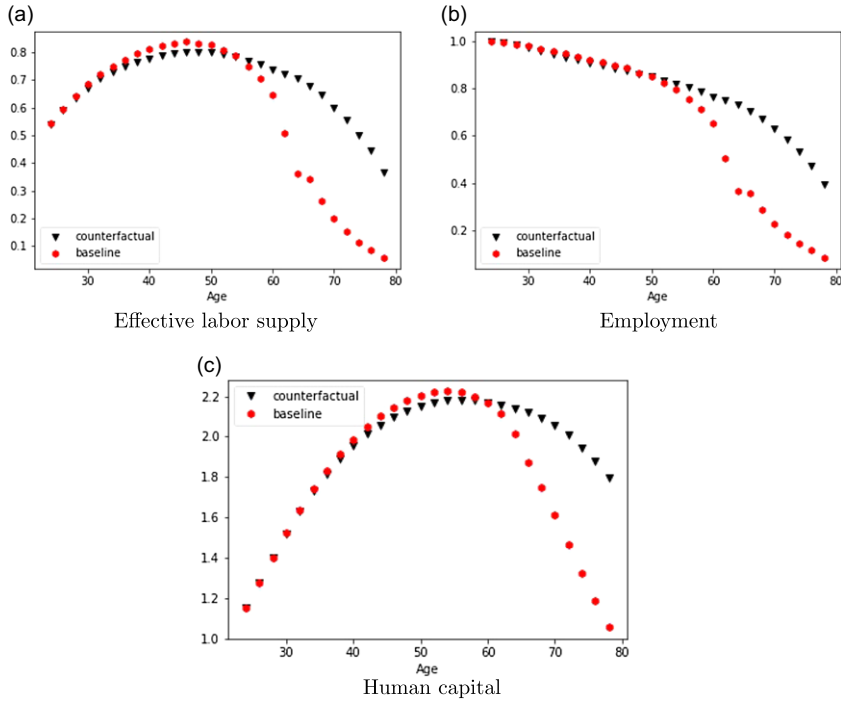 (a)
0.8
0.7
0.6
0.5
0.4
0.3
0.2
0.1
counterfactual
baseline
30 40 50 60 70 80
Age
Effective labor supply
(b)
1.0
0.8
0.6
0.4
0.2
counterfactual
baseline
30 40 50 60 70 80
Age
Employment
(c)
2.2
2.0
1.8
1.6
1.4
1.2
1.0
counterfactual
baseline
30 40 50 60 70 80
Age
Human capital